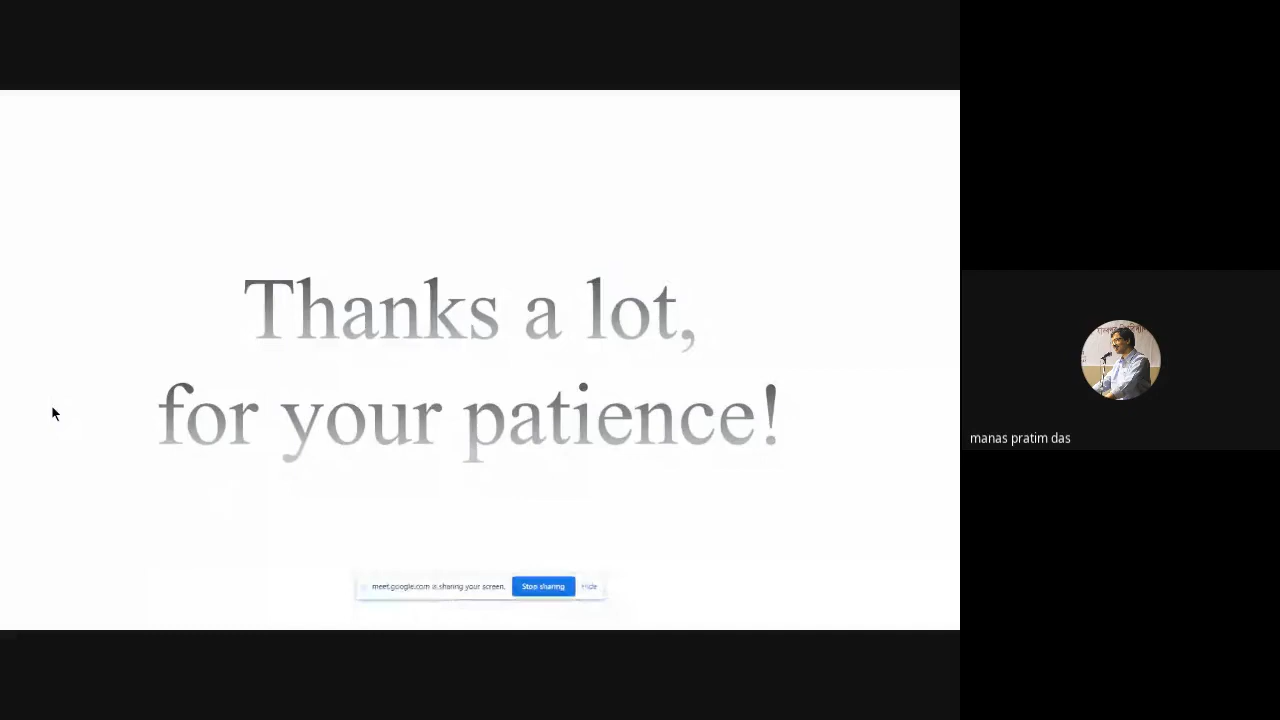 Thanks a lot,
for your patience!
meet.google.com is sharing your screen.
Stop sharing
Hide
manas pratim das